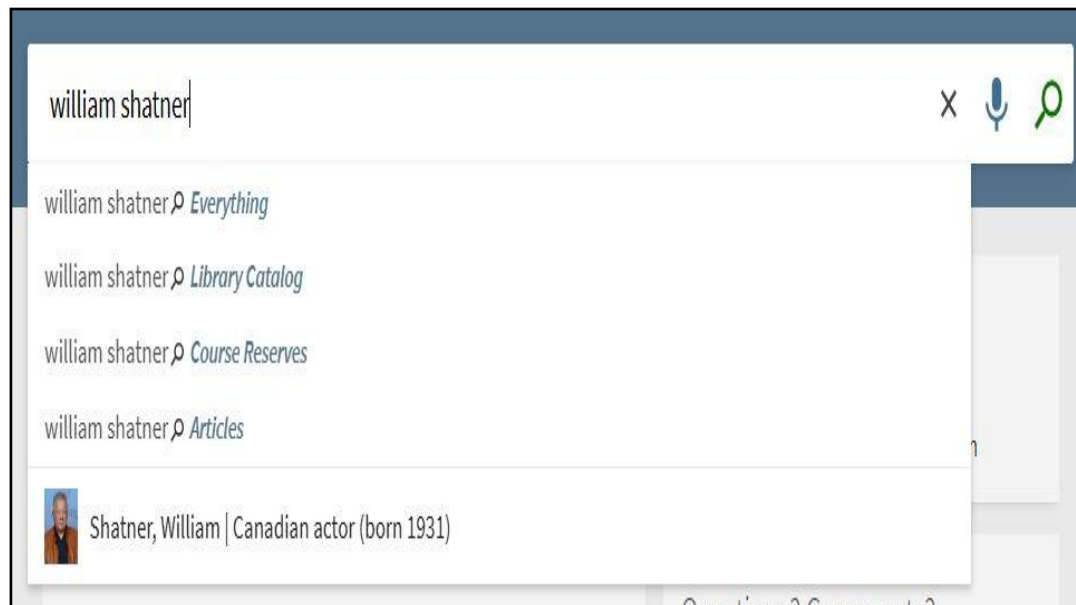 william shatner
william shatner Everything
william shatner Library Catalog
william shatner Course Reserves
william shatner Articles
Shatner, William | Canadian actor (born 1931)